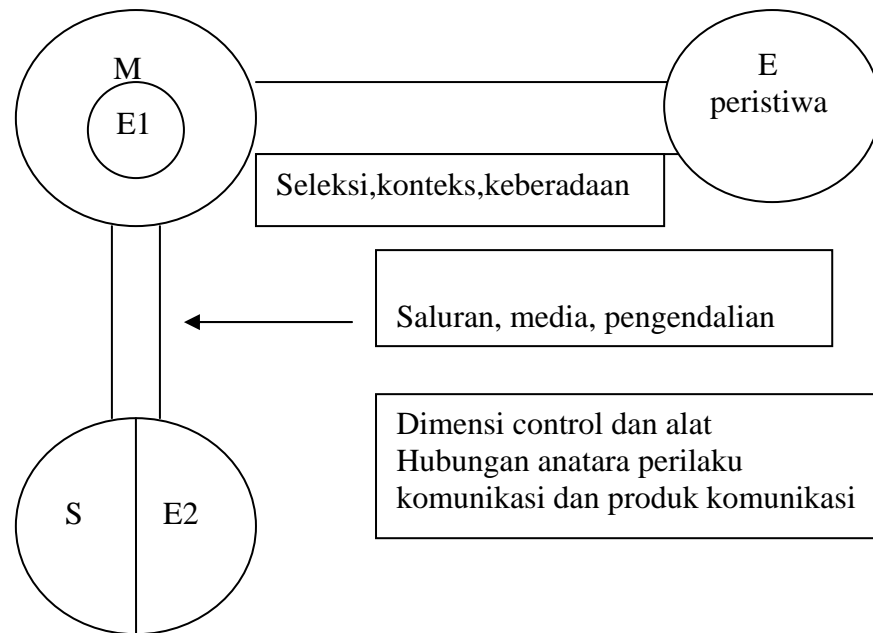 M
E1
E
peristiwa
Seleksi,konteks,keberadaan
Saluran, media, pengendalian
Dimensi control dan alat
Hubungan anatara perilaku
komunikasi dan produk komunikasi
S
E2